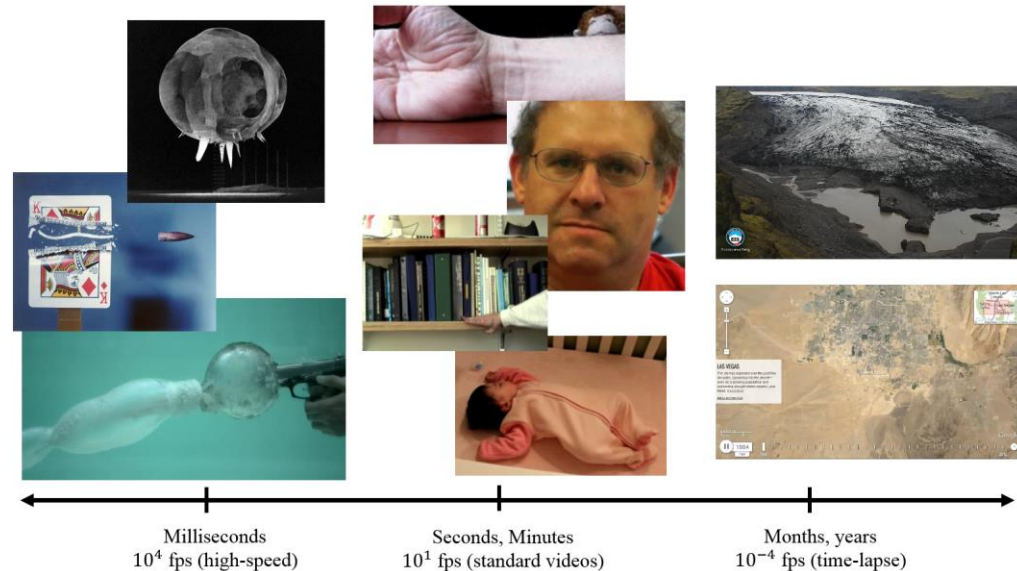 K
K
LAS VEGAS
1984
Milliseconds
10⁴ fps (high-speed)
Seconds, Minutes
10¹ fps (standard videos)
Months, years
10⁻⁴ fps (time-lapse)